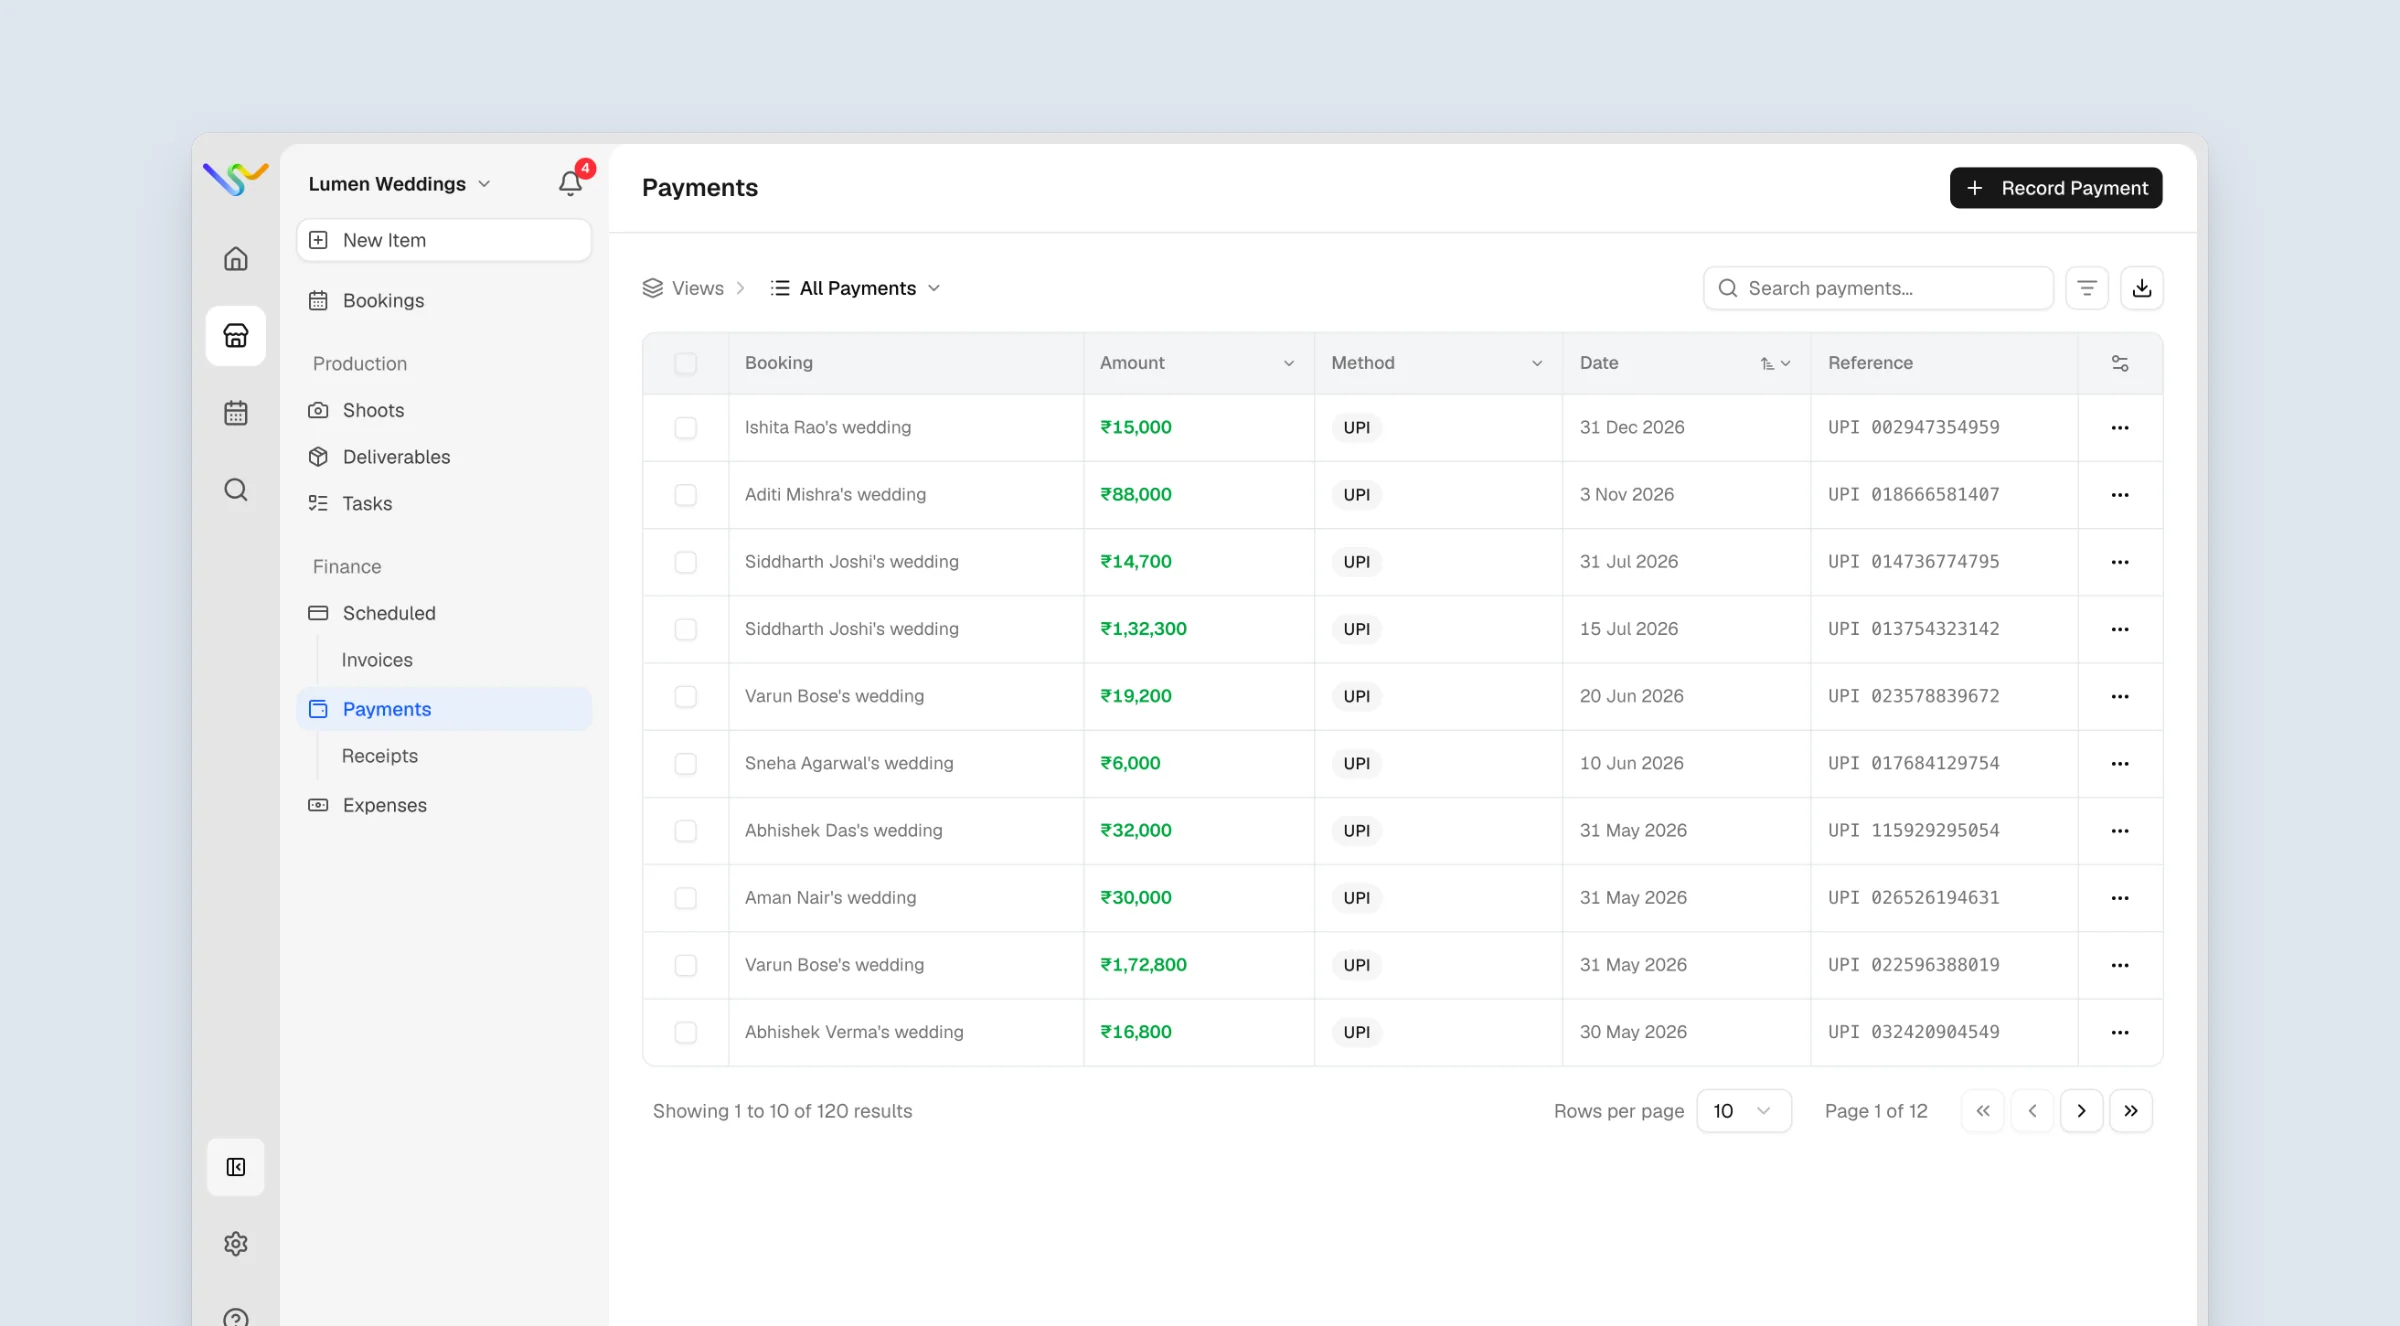 Lumen Weddings
4
New Item
Bookings
Production
Shoots
Deliverables
Tasks
Finance
Scheduled
Invoices
Payments
Receipts
Expenses
Payments
+ Record Payment
Views > All Payments
Search payments...
Booking Amount Method Date Reference
Ishita Rao's wedding ₹15,000 UPI 31 Dec 2026 UPI 002947354959
Aditi Mishra's wedding ₹88,000 UPI 3 Nov 2026 UPI 018666581407
Siddharth Joshi's wedding ₹14,700 UPI 31 Jul 2026 UPI 014736774795
Siddharth Joshi's wedding ₹1,32,300 UPI 15 Jul 2026 UPI 013754323142
Varun Bose's wedding ₹19,200 UPI 20 Jun 2026 UPI 023578839672
Sneha Agarwal's wedding ₹6,000 UPI 10 Jun 2026 UPI 017684129754
Abhishek Das's wedding ₹32,000 UPI 31 May 2026 UPI 115929295054
Aman Nair's wedding ₹30,000 UPI 31 May 2026 UPI 026526194631
Varun Bose's wedding ₹1,72,800 UPI 31 May 2026 UPI 022596388019
Abhishek Verma's wedding ₹16,800 UPI 30 May 2026 UPI 032420904549
Showing 1 to 10 of 120 results
Rows per page 10 Page 1 of 12